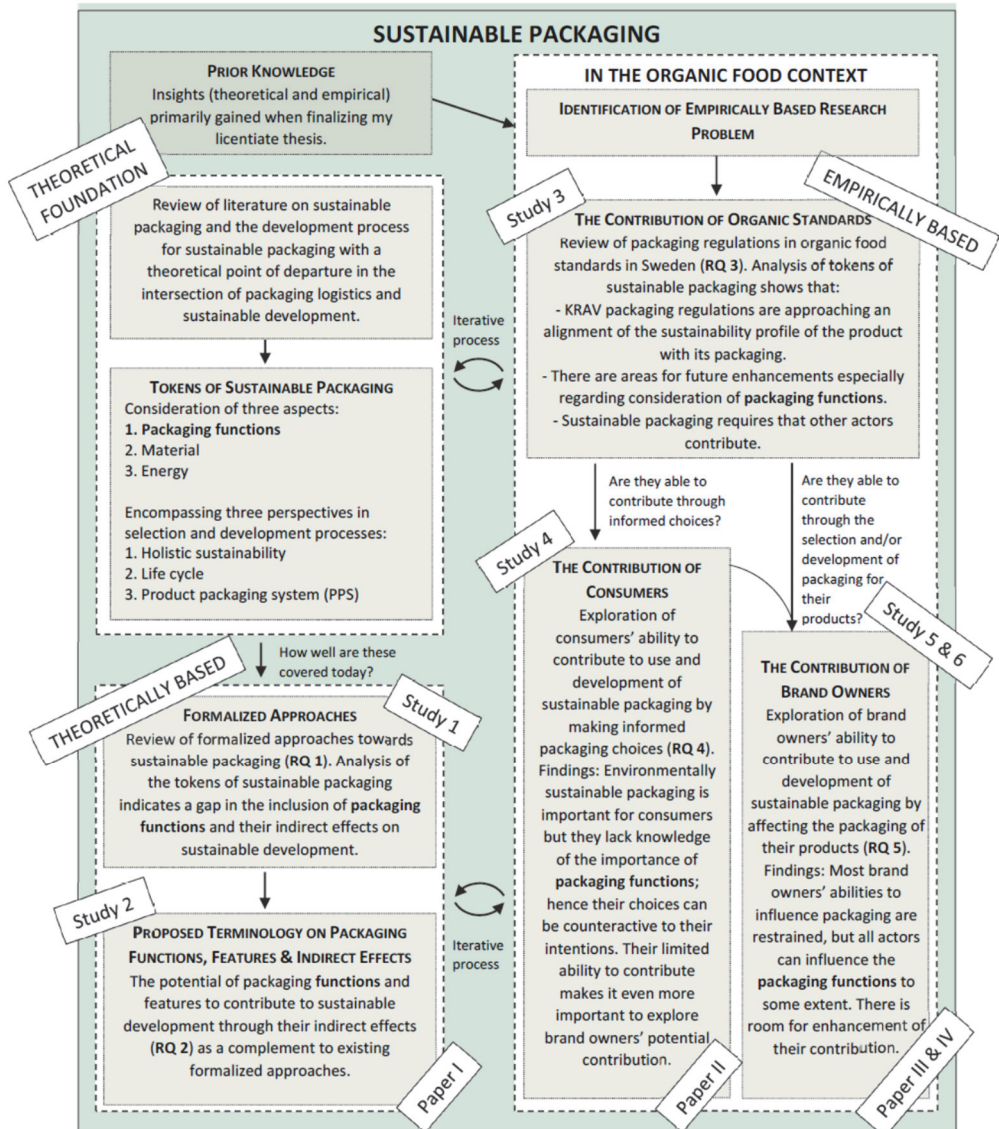 SUSTAINABLE PACKAGING
PRIOR KNOWLEDGE
Insights (theoretical and empirical)
primarily gained when finalizing my
licentiate thesis.
THEORETICAL
FOUNDATION
Review of literature on sustainable
packaging and the development process
for sustainable packaging with a
theoretical point of departure in the
intersection of packaging logistics and
sustainable development.
TOKENS OF SUSTAINABLE PACKAGING
Consideration of three aspects:
1. Packaging functions
2. Material
3. Energy
Encompassing three perspectives in
selection and development processes:
1. Holistic sustainability
2. Life cycle
3. Product packaging system (PPS)
How well are these
covered today?
THEORETICALLY BASED
Study 1
FORMALIZED APPROACHES
Review of formalized approaches towards
sustainable packaging (RQ 1). Analysis of
the tokens of sustainable packaging
indicates a gap in the inclusion of packaging
functions and their indirect effects on
sustainable development.
Study 2
PROPOSED TERMINOLOGY ON PACKAGING
FUNCTIONS, FEATURES & INDIRECT EFFECTS
The potential of packaging functions and
features to contribute to sustainable
development through their indirect effects
(RQ 2) as a complement to existing
formalized approaches.
Paper I
Iterative
process
Iterative
process
IN THE ORGANIC FOOD CONTEXT
IDENTIFICATION OF EMPIRICALLY BASED RESEARCH
PROBLEM
EMPIRICALLY BASED
Study 3
THE CONTRIBUTION OF ORGANIC STANDARDS
Review of packaging regulations in organic food
standards in Sweden (RQ 3). Analysis of tokens of
sustainable packaging shows that:
- KRAV packaging regulations are approaching an
alignment of the sustainability profile of the product
with its packaging.
- There are areas for future enhancements especially
regarding consideration of packaging functions.
- Sustainable packaging requires that other actors
contribute.
Are they able to
contribute through
informed choices?
Are they able to
contribute
through the
selection and/or
development of
packaging for
their
products?
Study 4
THE CONTRIBUTION OF
CONSUMERS
Exploration of
consumers' ability to
contribute to use and
development of
sustainable packaging by
making informed
packaging choices (RQ 4).
Findings: Environmentally
sustainable packaging is
important for consumers
but they lack knowledge
of the importance of
packaging functions;
hence their choices can
be counteractive to their
intentions. Their limited
ability to contribute
makes it even more
important to explore
brand owners' potential
contribution.
Paper II
Study 5 & 6
THE CONTRIBUTION OF
BRAND OWNERS
Exploration of brand
owners' ability to
contribute to use and
development of
sustainable packaging by
affecting the packaging of
their products (RQ 5).
Findings: Most brand
owners' abilities to
influence packaging are
restrained, but all actors
can influence the
packaging functions to
some extent. There is
room for enhancement of
their contribution.
Paper III & IV